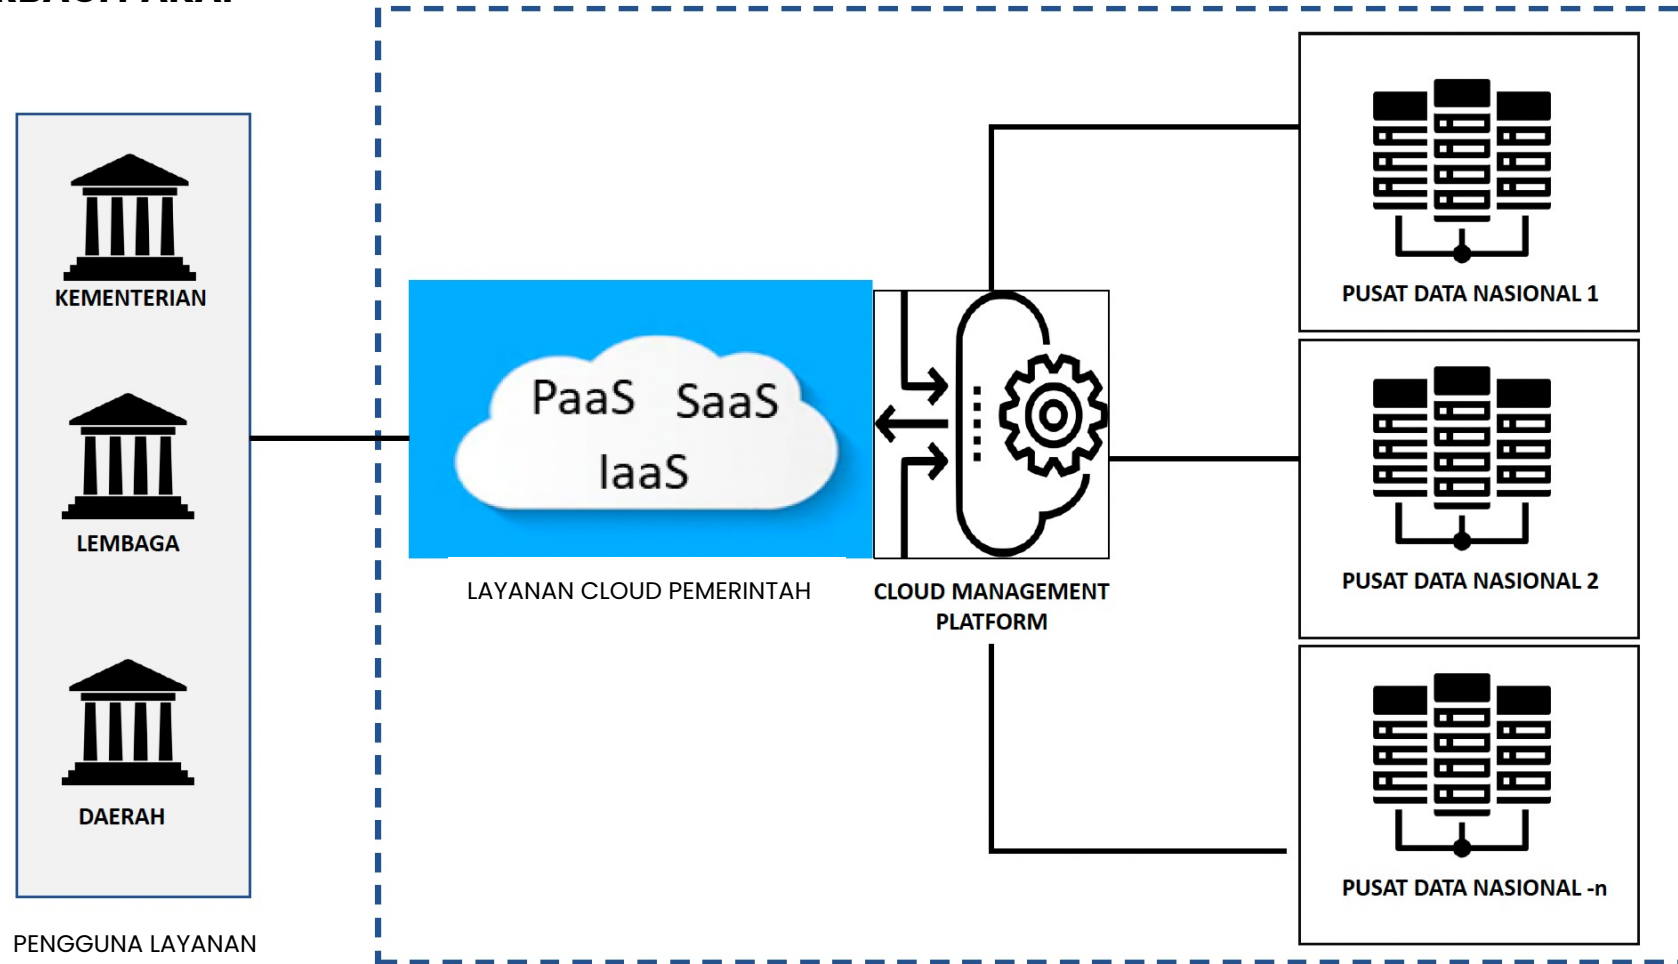 KEMENTERIAN
LEMBAGA
DAERAH
PENGGUNA LAYANAN
PaaS SaaS
IaaS
LAYANAN CLOUD PEMERINTAH
CLOUD MANAGEMENT
PLATFORM
PUSAT DATA NASIONAL 1
PUSAT DATA NASIONAL 2
PUSAT DATA NASIONAL -n